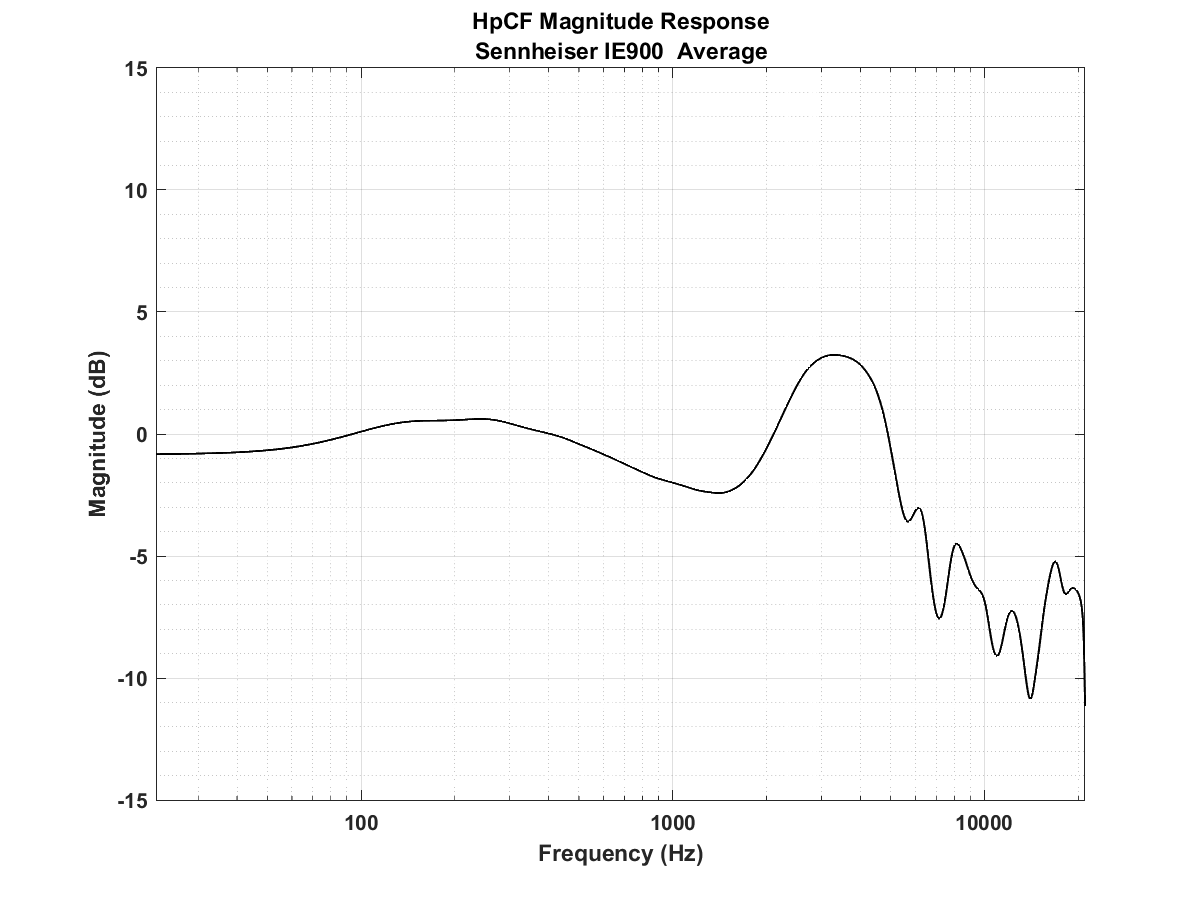 HpCF Magnitude Response
Sennheiser IE900  Average
15
10
5
0
-5
-10
-15
Magnitude (dB)
100
1000
10000
Frequency (Hz)